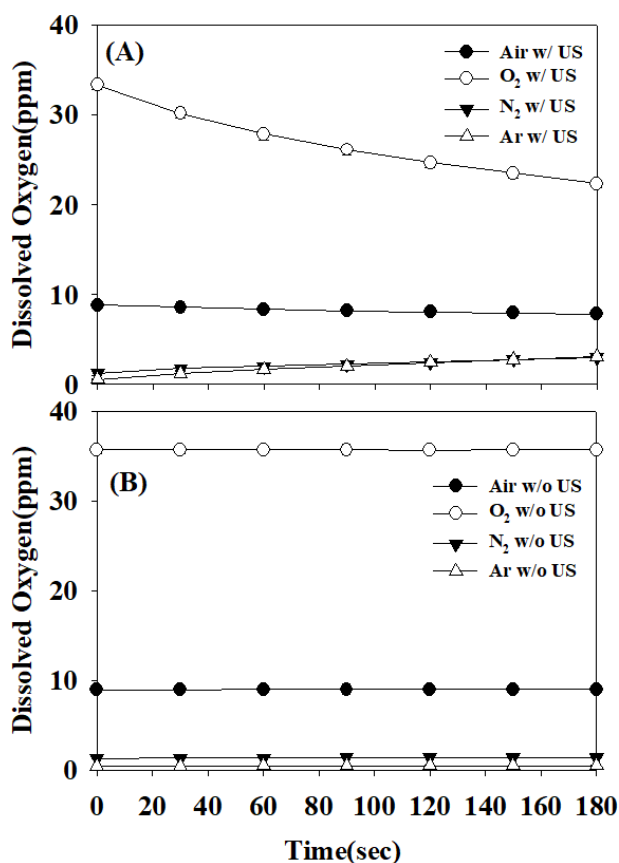 40
(A)
Air w/ US
O₂ w/ US
N₂ w/ US
Ar w/ US
30
20
10
0
Dissolved Oxygen(ppm)
40
(B)
Air w/o US
O₂ w/o US
N₂ w/o US
Ar w/o US
30
20
10
0
Dissolved Oxygen(ppm)
0 20 40 60 80 100 120 140 160 180
Time(sec)